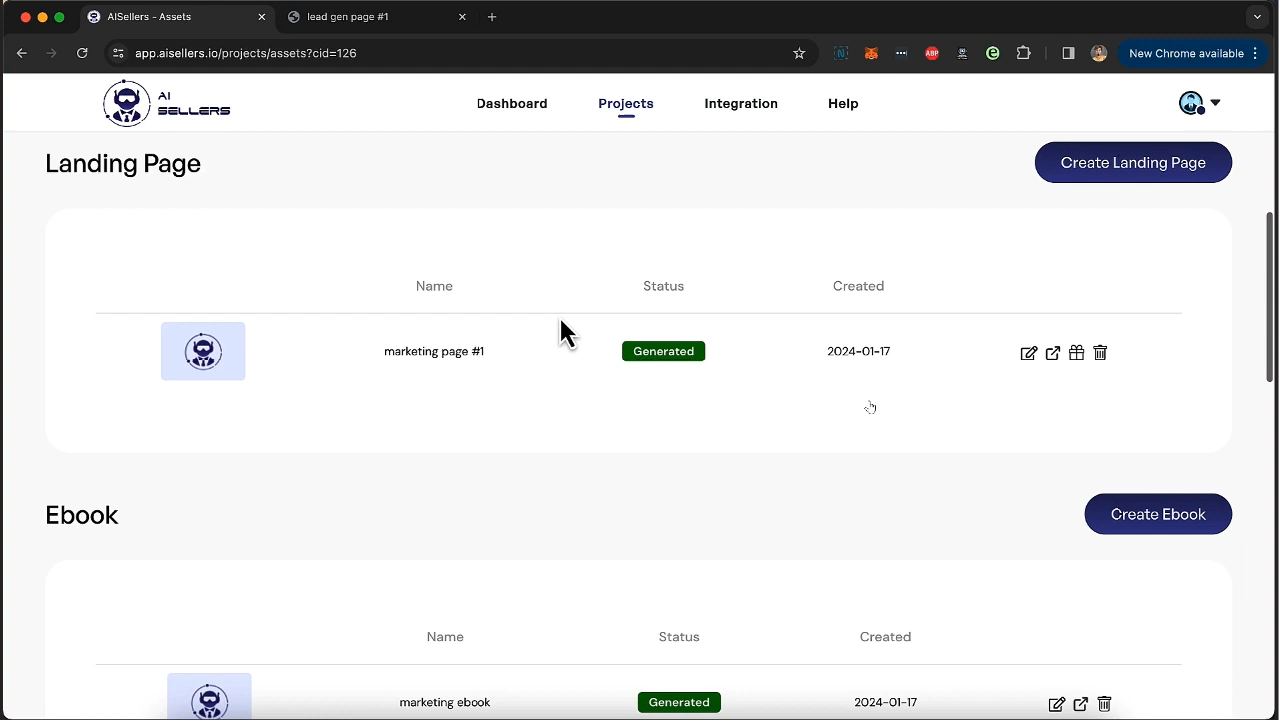 AISellers - Assets
lead gen page #1
app.aisellers.io/projects/assets?cid=126
ABP
New Chrome available
AI
SELLERS
Dashboard
Projects
Integration
Help
Landing Page
Create Landing Page
Name
Status
Created
marketing page #1
Generated
2024-01-17
Ebook
Create Ebook
Name
Status
Created
marketing ebook
Generated
2024-01-17